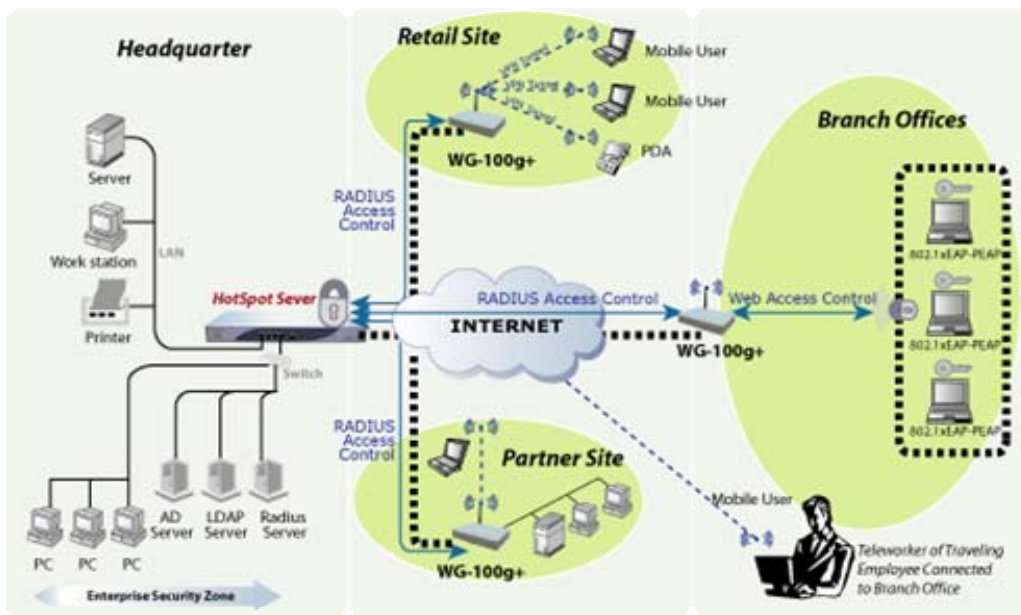 Headquarter
Server
Work station
LAN
Printer
HotSpot Sever
Switch
AD
Server
LDAP
Server
Radius
Server
PC
PC
PC
Enterprise Security Zone
Retail Site
Mobile User
Mobile User
PDA
WG-100g+
RADIUS
Access
Control
RADIUS Access Control
INTERNET
WG-100g+
Web Access Control
RADIUS
Access
Control
Partner Site
WG-100g+
Branch Offices
802.1xEAP-PEAP
802.1xEAP-PEAP
802.1xEAP-PEAP
Mobile User
Teleworker of Traveling
Employee Connected
to Branch Office